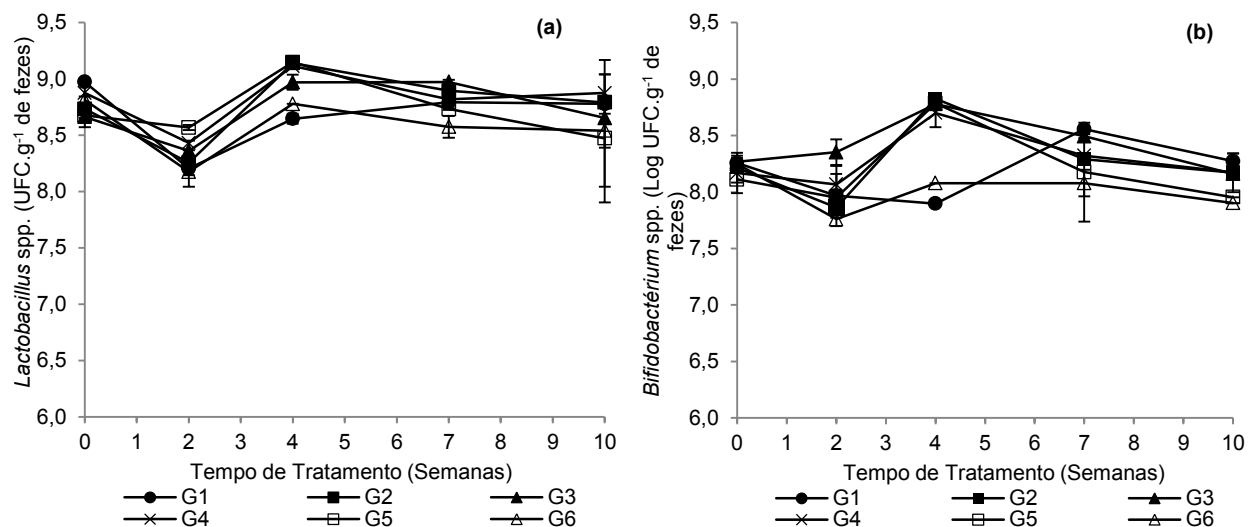 (a)
Lactobacillus spp. (UFC.g⁻¹ de fezes)
9,5
9,0
8,5
8,0
7,5
7,0
6,5
6,0
0 1 2 3 4 5 7 8 9 10
Tempo de Tratamento (Semanas)
G1 G2 G3
G4 G5 G6
(b)
Bifidobactérium spp. (Log UFC.g⁻¹ de
fezes)
9,5
9,0
8,5
8,0
7,5
7,0
6,5
6,0
0 1 2 3 4 5 7 8 9 10
Tempo de Tratamento (Semanas)
G1 G2 G3
G4 G5 G6